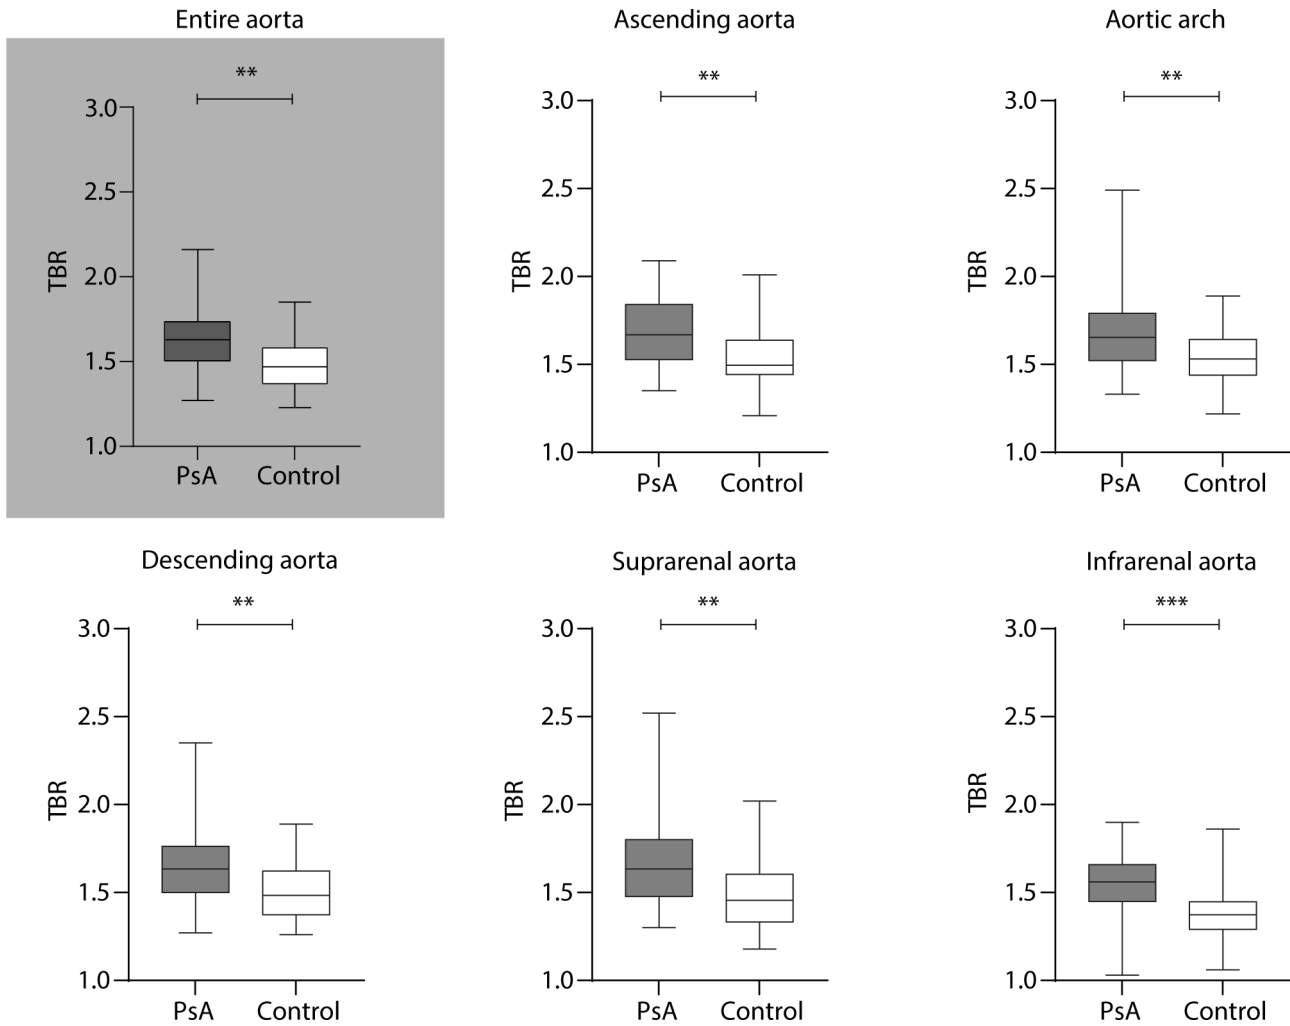 Entire aorta
**
3.0
2.5
2.0
1.5
1.0
TBR
PsA Control
Ascending aorta
**
3.0
2.5
2.0
1.5
1.0
TBR
PsA Control
Aortic arch
**
3.0
2.5
2.0
1.5
1.0
TBR
PsA Control
Descending aorta
**
3.0
2.5
2.0
1.5
1.0
TBR
PsA Control
Suprarenal aorta
**
3.0
2.5
2.0
1.5
1.0
TBR
PsA Control
Infrarenal aorta
***
3.0
2.5
2.0
1.5
1.0
TBR
PsA Control